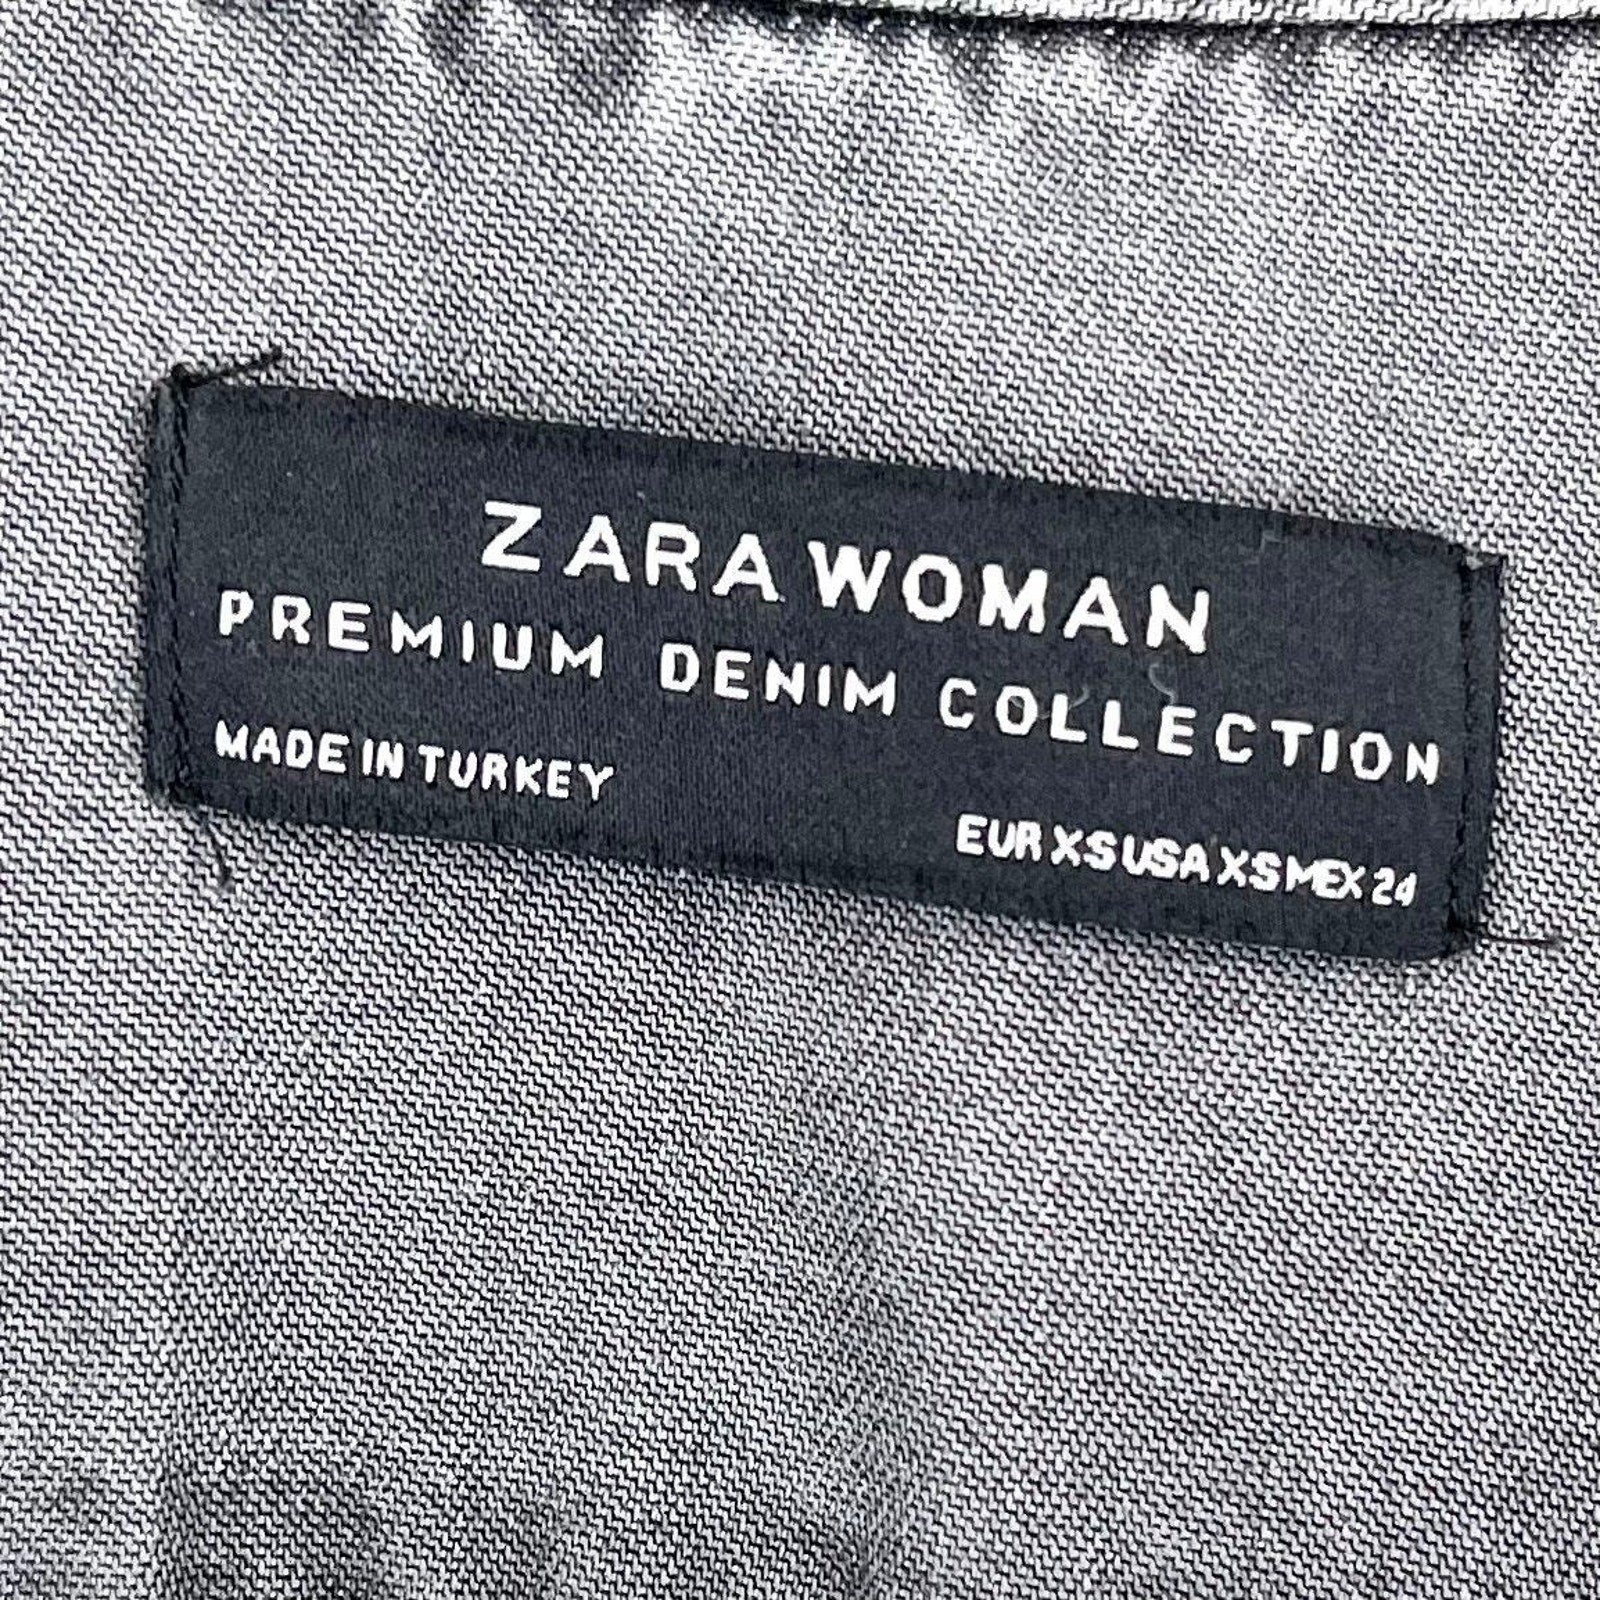 ZARA WOMAN
PREMIUM DENIM COLLECTION
MADE IN TURKEY
EUR XS USA XS MEX 24